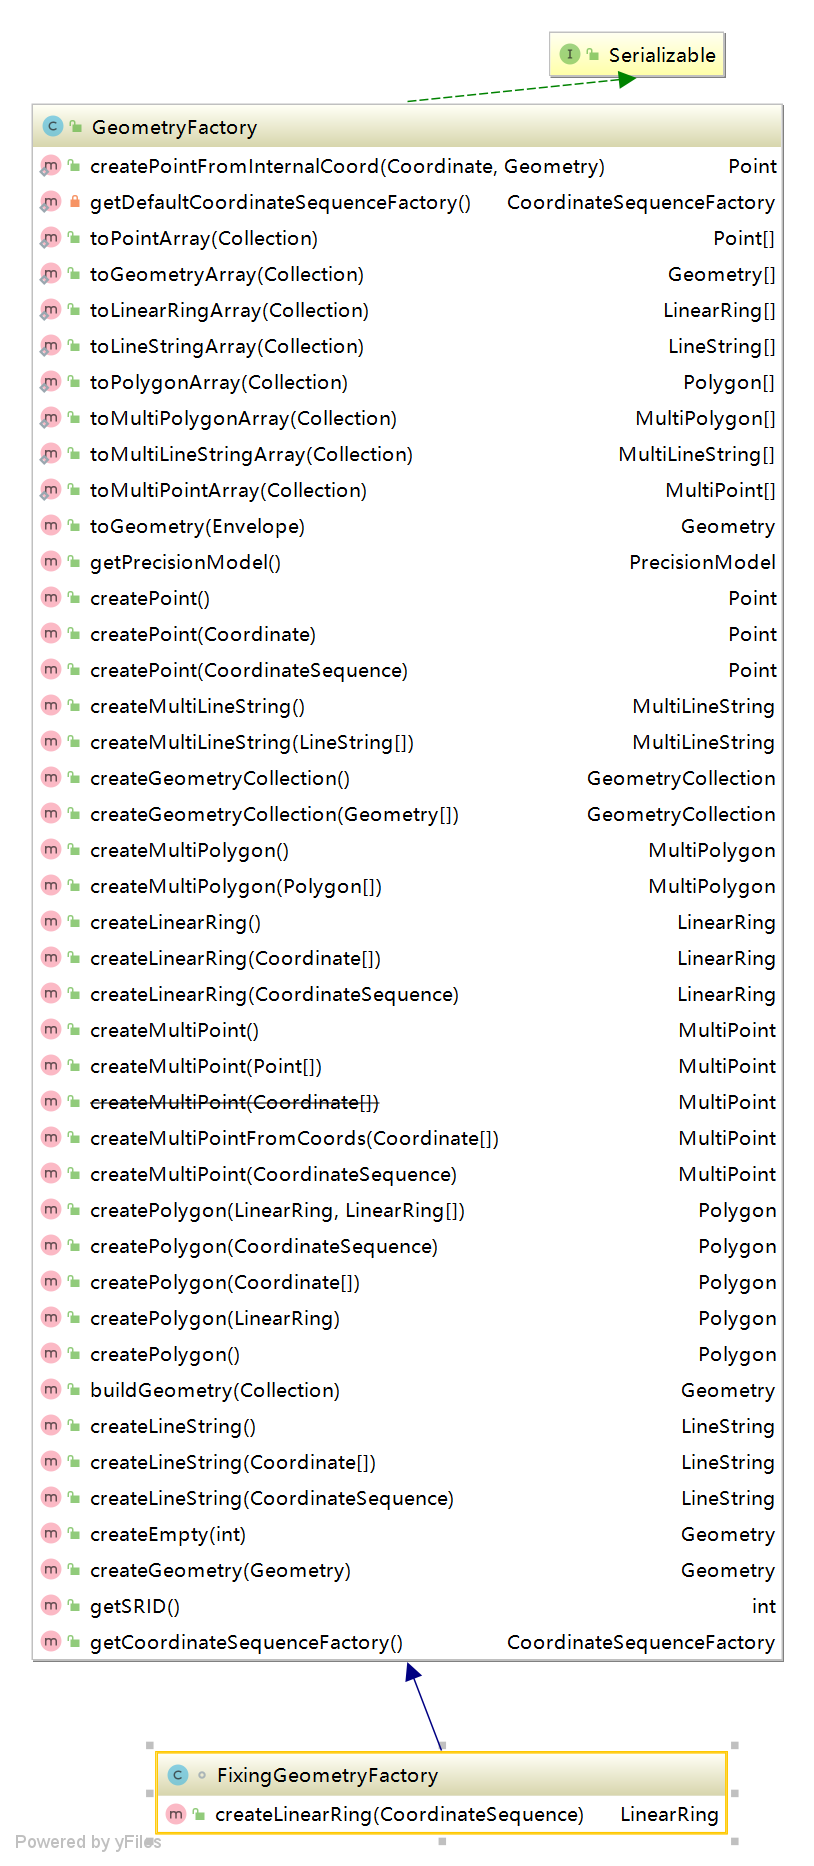 Serializable
GeometryFactory
createPointFromInternalCoord(Coordinate, Geometry) Point
getDefaultCoordinateSequenceFactory() CoordinateSequenceFactory
toPointArray(Collection) Point[]
toGeometryArray(Collection) Geometry[]
toLinearRingArray(Collection) LinearRing[]
toLineStringArray(Collection) LineString[]
toPolygonArray(Collection) Polygon[]
toMultiPolygonArray(Collection) MultiPolygon[]
toMultiLineStringArray(Collection) MultiLineString[]
toMultiPointArray(Collection) MultiPoint[]
toGeometry(Envelope) Geometry
getPrecisionModel() PrecisionModel
createPoint() Point
createPoint(Coordinate) Point
createPoint(CoordinateSequence) Point
createMultiLineString() MultiLineString
createMultiLineString(LineString[]) MultiLineString
createGeometryCollection() GeometryCollection
createGeometryCollection(Geometry[]) GeometryCollection
createMultiPolygon() MultiPolygon
createMultiPolygon(Polygon[]) MultiPolygon
createLinearRing() LinearRing
createLinearRing(Coordinate[]) LinearRing
createLinearRing(CoordinateSequence) LinearRing
createMultiPoint() MultiPoint
createMultiPoint(Point[]) MultiPoint
createMultiPoint(Coordinate[]) MultiPoint
createMultiPointFromCoords(Coordinate[]) MultiPoint
createMultiPoint(CoordinateSequence) MultiPoint
createPolygon(LinearRing, LinearRing[]) Polygon
createPolygon(CoordinateSequence) Polygon
createPolygon(Coordinate[]) Polygon
createPolygon(LinearRing) Polygon
createPolygon() Polygon
buildGeometry(Collection) Geometry
createLineString() LineString
createLineString(Coordinate[]) LineString
createLineString(CoordinateSequence) LineString
createEmpty(int) Geometry
createGeometry(Geometry) Geometry
getSRID() int
getCoordinateSequenceFactory() CoordinateSequenceFactory
FixingGeometryFactory
createLinearRing(CoordinateSequence) LinearRing
Powered by yFiles